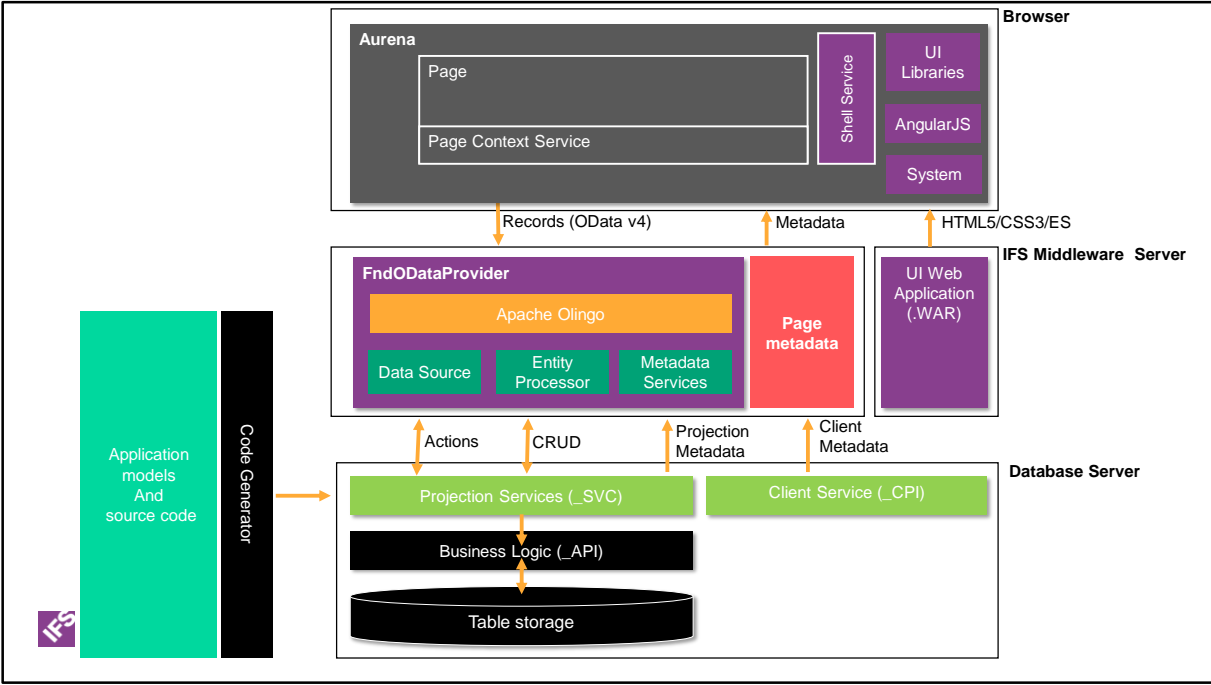 Browser
Aurena
Page
Page Context Service
Shell Service
UI
Libraries
AngularJS
System
Records (OData v4)
Metadata
HTML5/CSS3/ES
IFS Middleware  Server
FndODataProvider
Apache Olingo
Data Source
Entity
Processor
Metadata
Services
Page
metadata
UI Web
Application
(.WAR)
Application
models
And
source code
Code Generator
Actions
CRUD
Projection
Metadata
Client
Metadata
Database Server
Projection Services (_SVC)
Client Service (_CPI)
Business Logic (_API)
Table storage
IFS